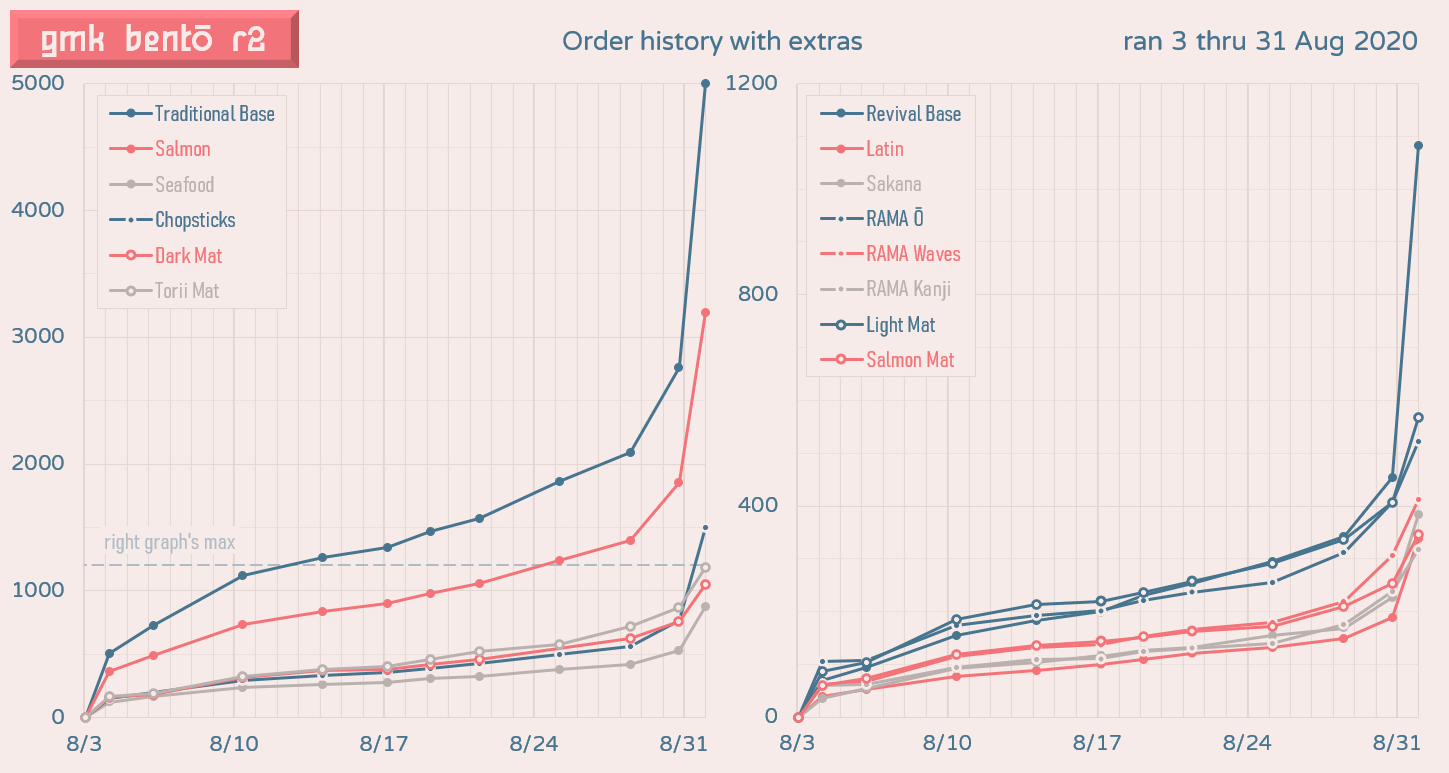 gmk bentō r2
Order history with extras
ran 3 thru 31 Aug 2020
5000
4000
3000
2000
1000
0
Traditional Base
Salmon
Seafood
Chopsticks
Dark Mat
Torii Mat
right graph's max
8/3
8/10
8/17
8/24
8/31
1200
800
400
0
Revival Base
Latin
Sakana
RAMA Ō
RAMA Waves
RAMA Kanji
Light Mat
Salmon Mat
8/3
8/10
8/17
8/24
8/31